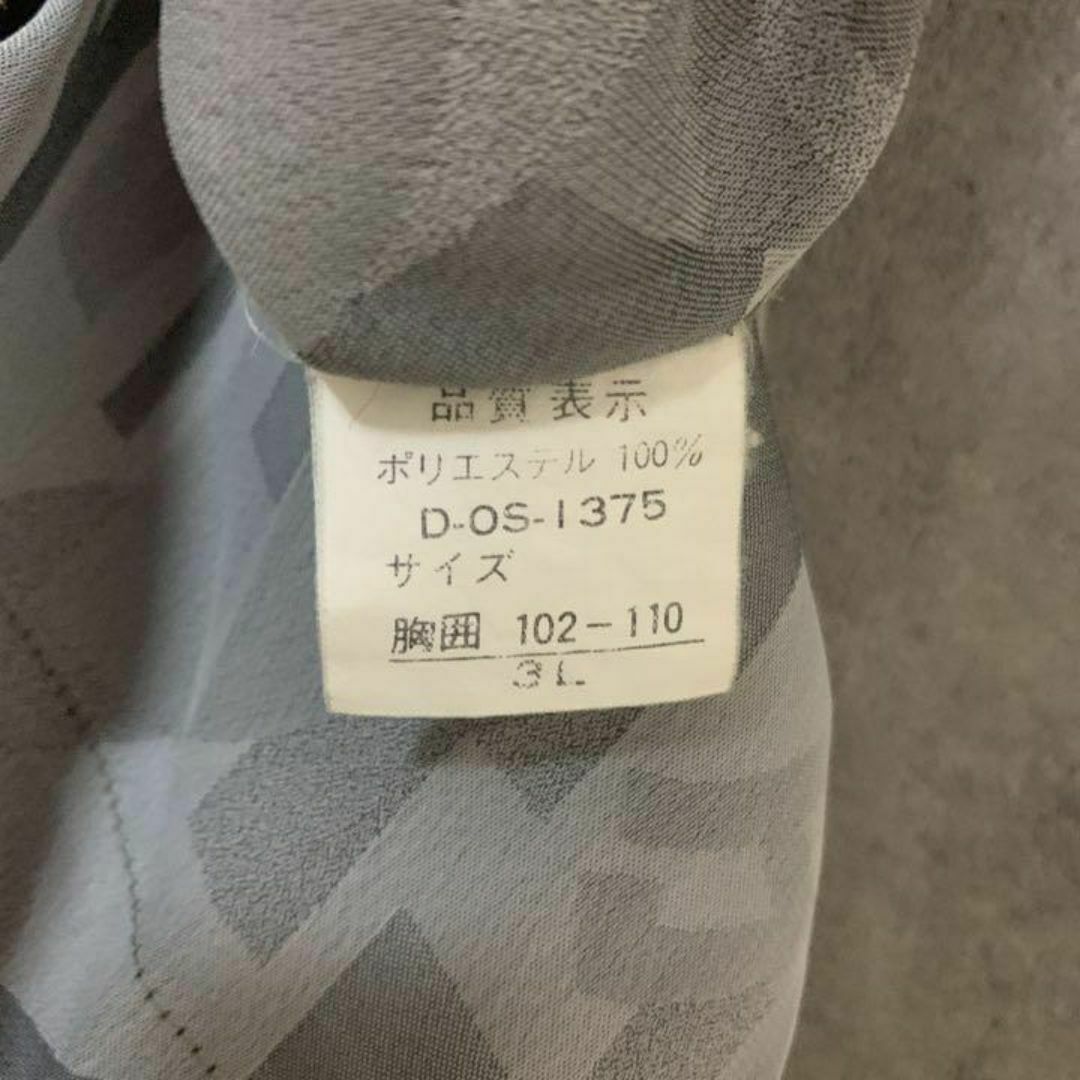 品質表示
ポリエステル 100%
D-OS-1375
サイズ
胸囲 102-110
3L